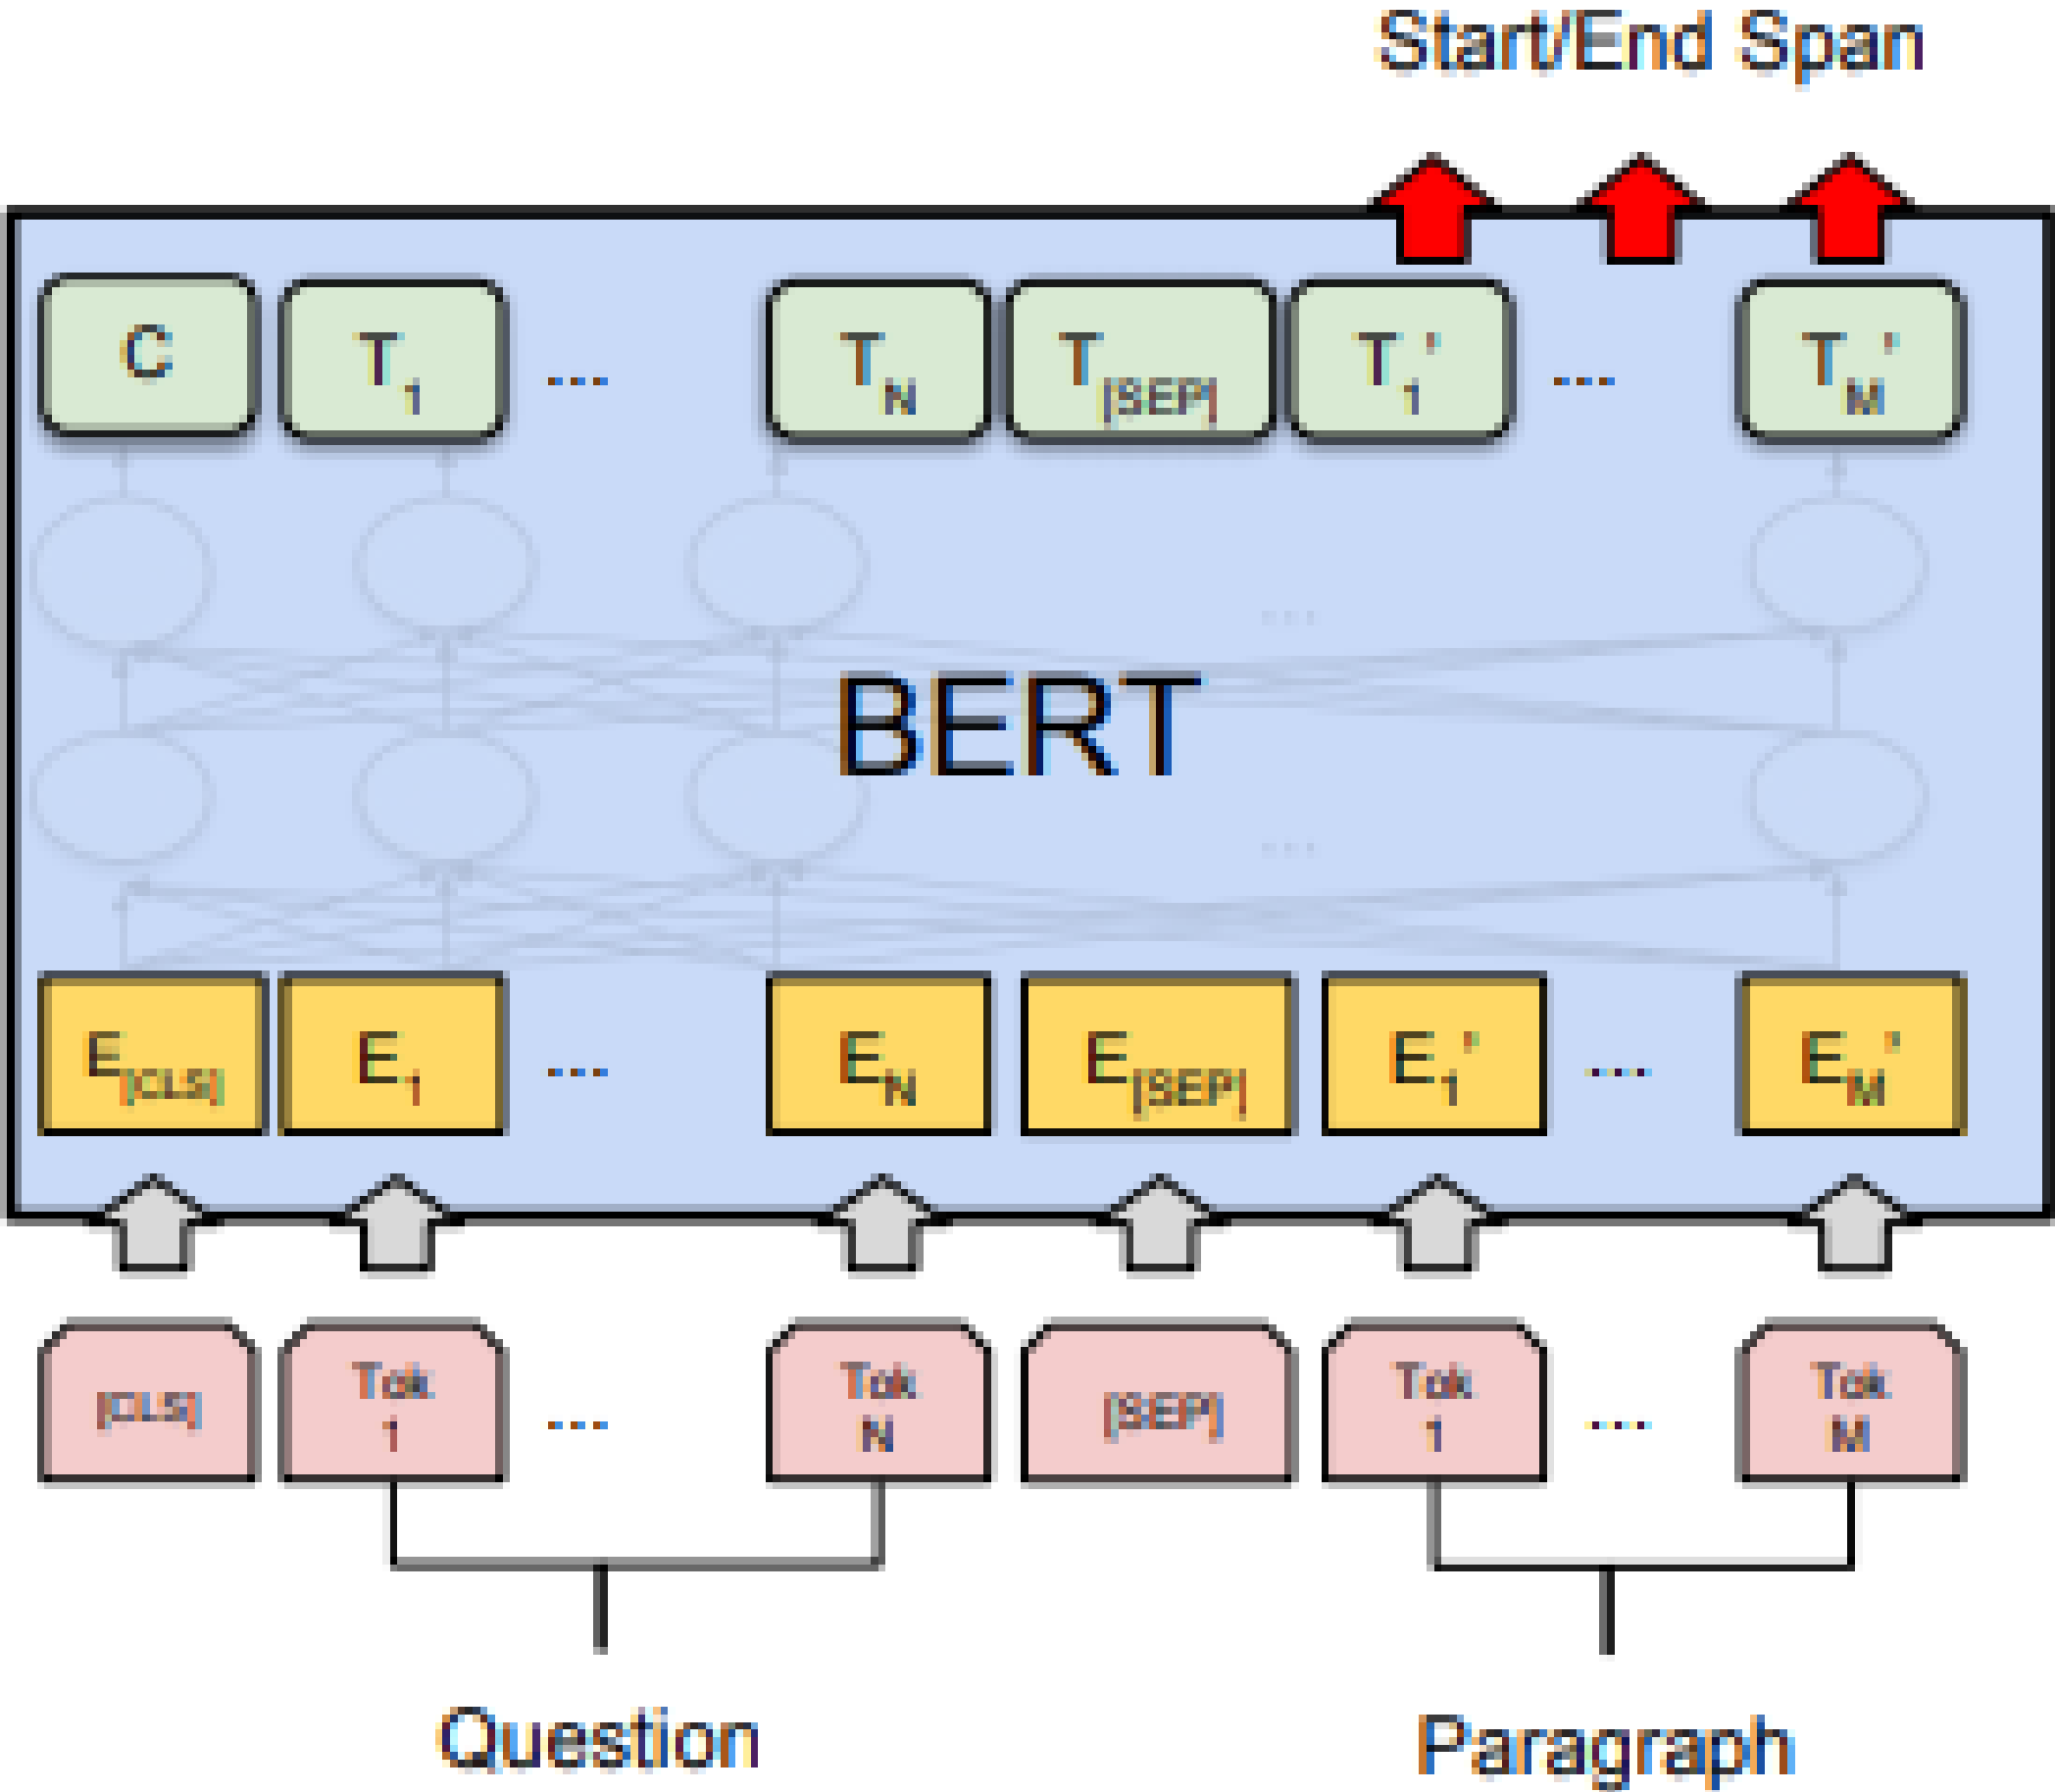 Start/End Span
C T1 ... TN T[SEP] T1' ... TM'
...
BERT
...
E[CLS] E1 ... EN E[SEP] E1' ... EM'
[CLS] Tok 1 ... Tok N [SEP] Tok 1 ... Tok M
Question Paragraph